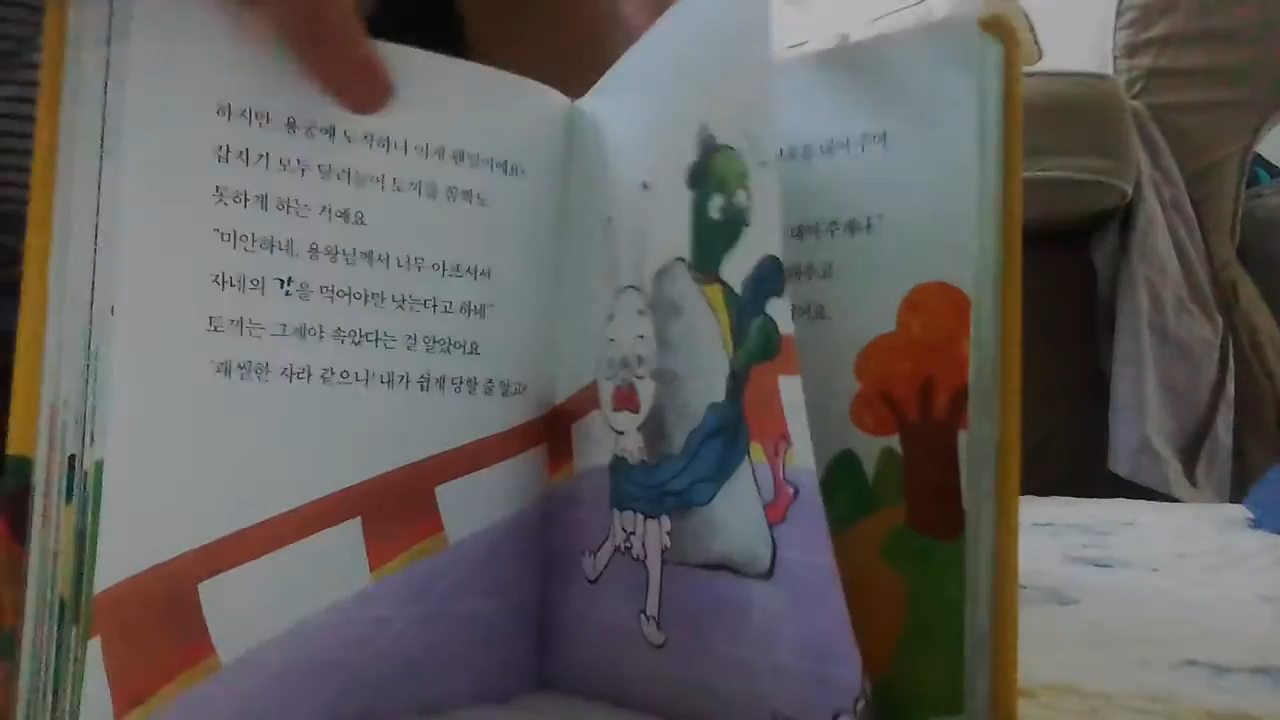 하지만 용궁에 도착하니 이게 웬일이에요?
갑자기 모두 달려들어 토끼를 꼼짝도
못하게 하는 거예요
"미안하네, 용왕님께서 너무 아프셔서
자네의 간을 먹어야만 낫는다고 하네"
토끼는 그제야 속았다는 걸 알았어요
'괘씸한 자라 같으니! 내가 쉽게 당할 줄 알고?
내어 주며